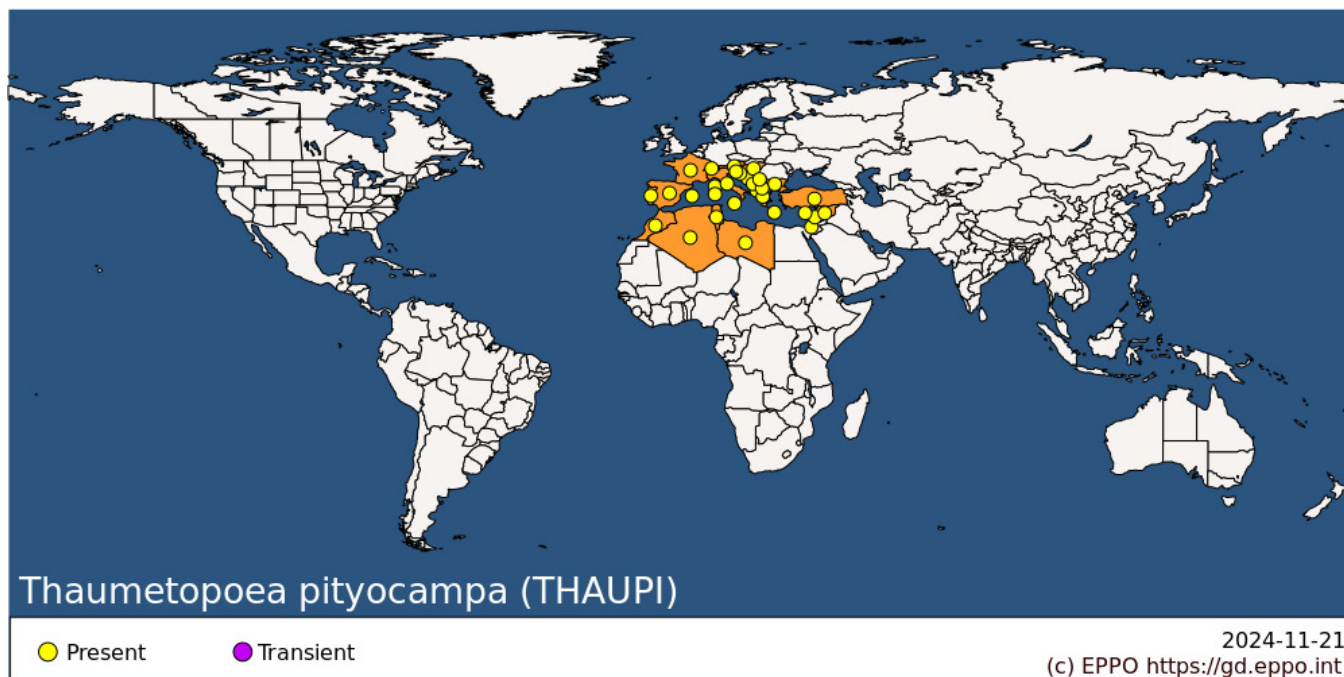 Thaumetopoea pityocampa (THAUPI)
Present
Transient
2024-11-21
(c) EPPO https://gd.eppo.int